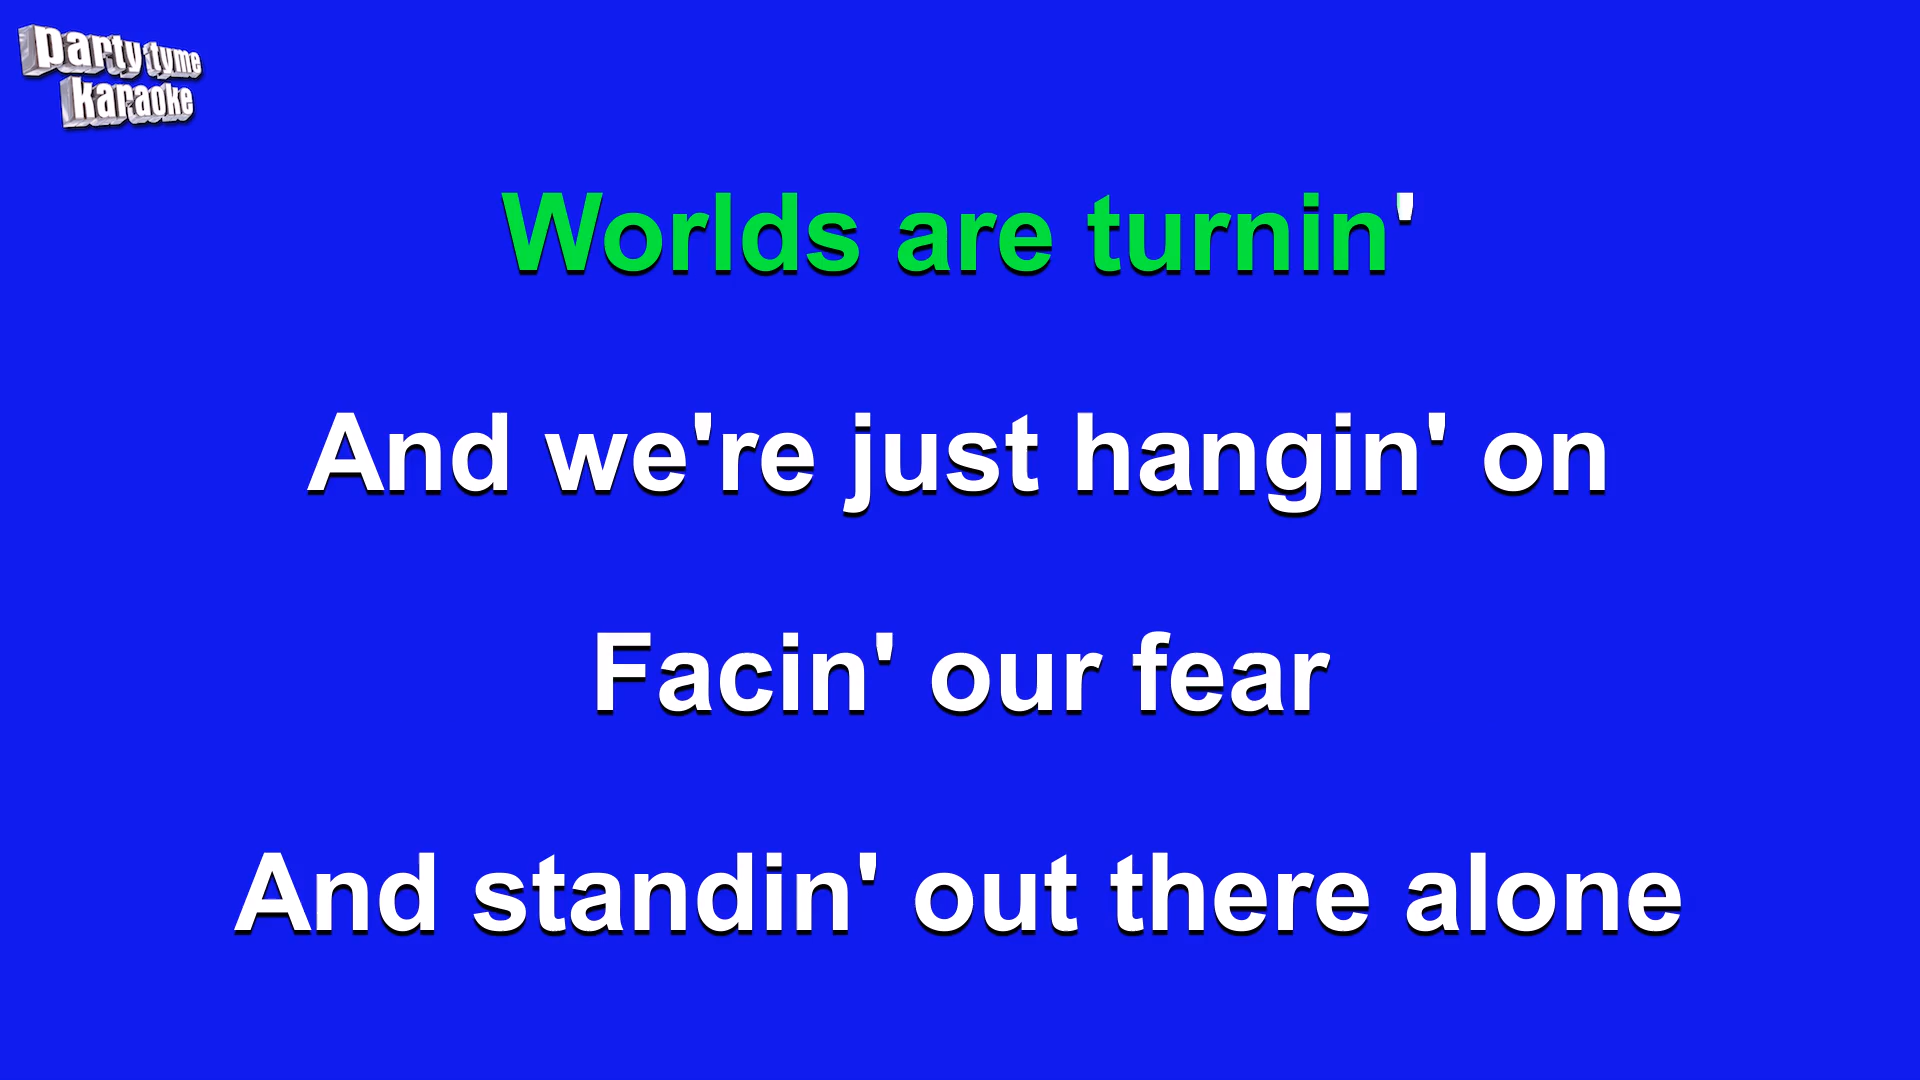 party tyme
karaoke
Worlds are turnin'
And we're just hangin' on
Facin' our fear
And standin' out there alone